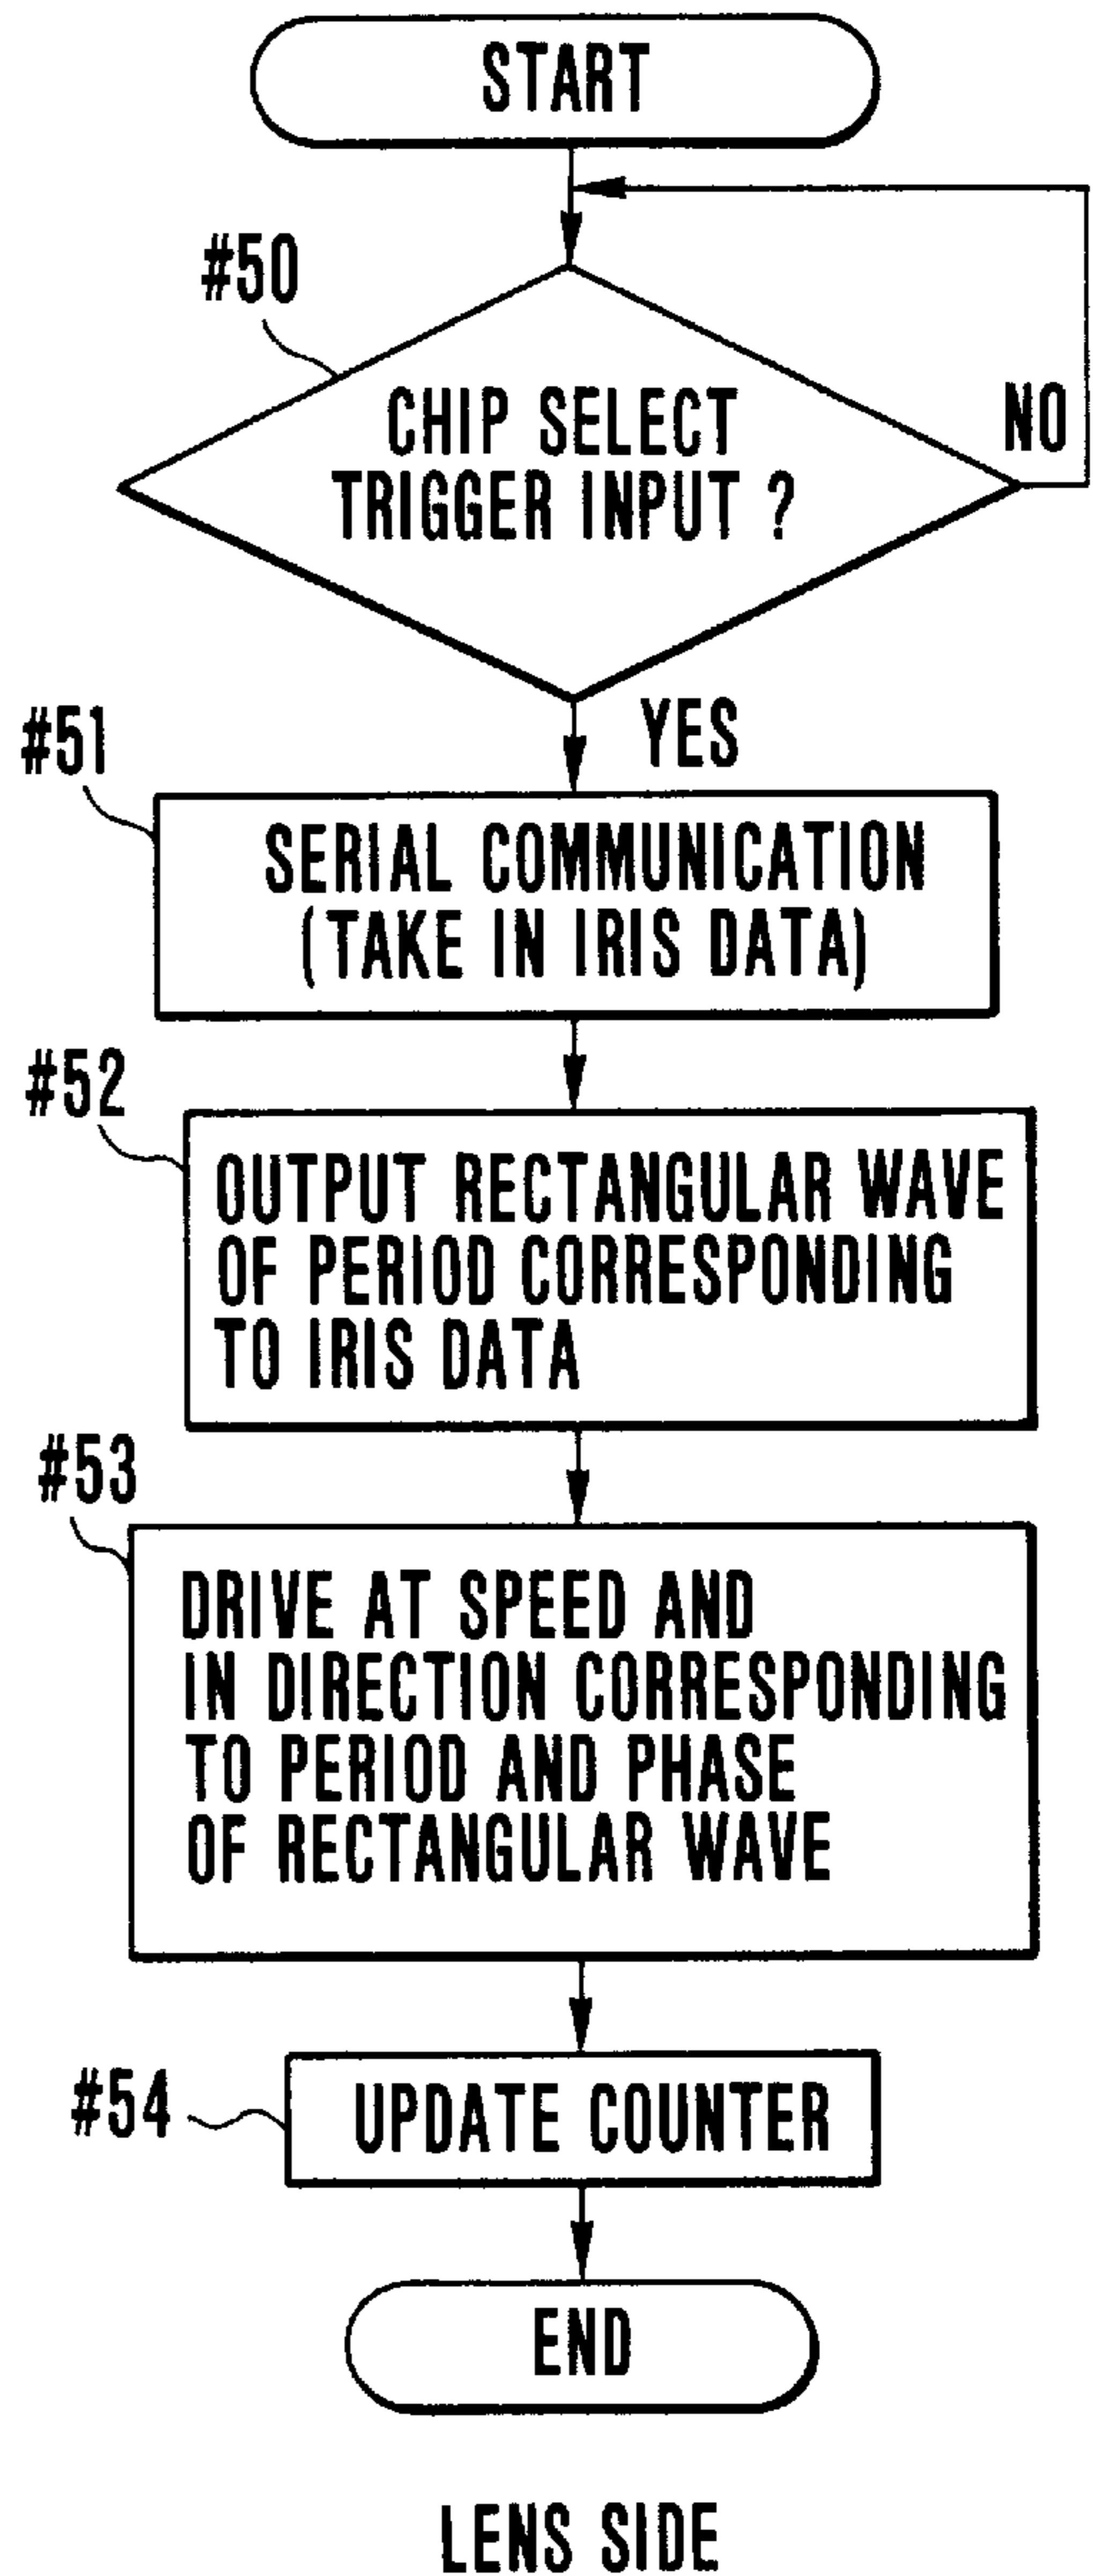 START
#50
CHIP SELECT
TRIGGER INPUT ?
NO
YES
#51
SERIAL COMMUNICATION
(TAKE IN IRIS DATA)
#52
OUTPUT RECTANGULAR WAVE
OF PERIOD CORRESPONDING
TO IRIS DATA
#53
DRIVE AT SPEED AND
IN DIRECTION CORRESPONDING
TO PERIOD AND PHASE
OF RECTANGULAR WAVE
#54
UPDATE COUNTER
END
LENS SIDE